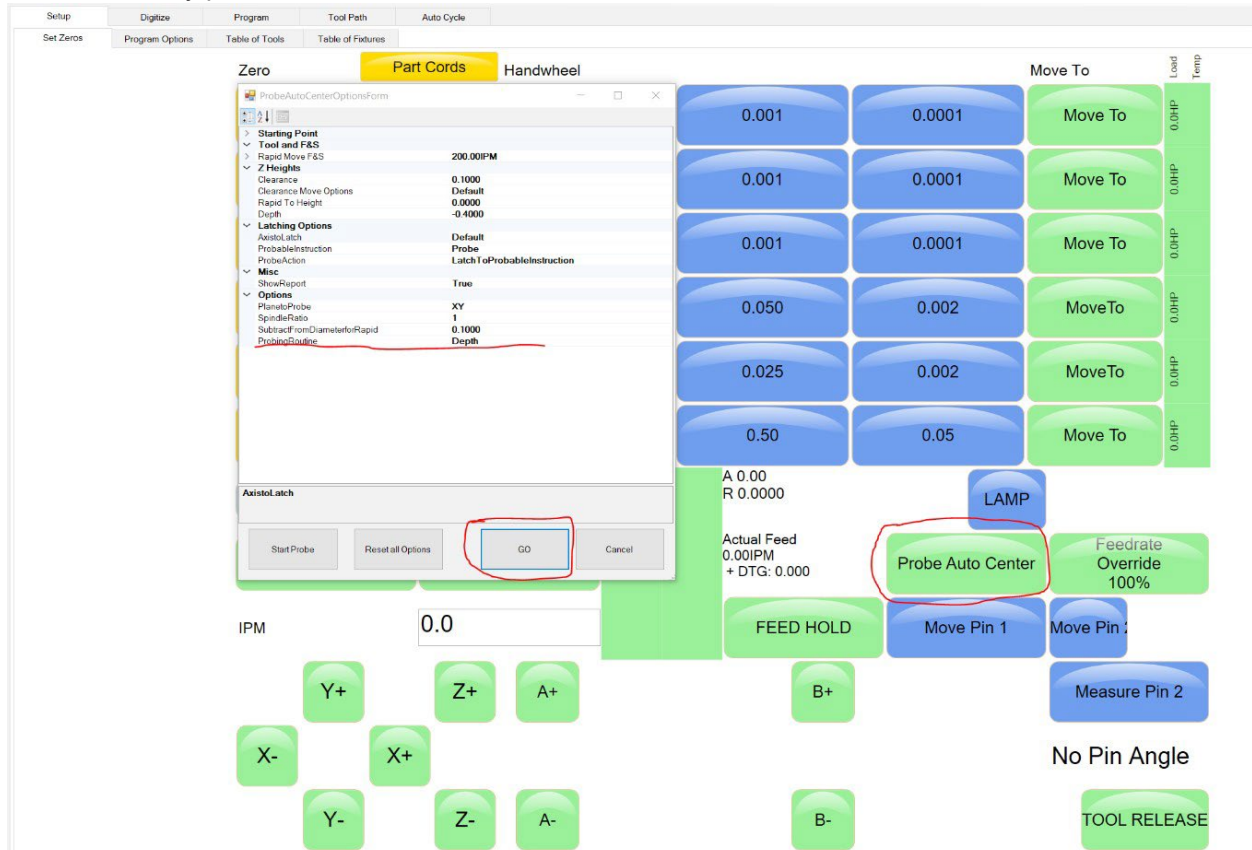 Setup Digitize Program Tool Path Auto Cycle
Set Zeros Program Options Table of Tools Table of Fixtures
Zero Part Cords Handwheel Move To Load Temp
ProbeAutoCenterOptionsForm
Starting Point
Tool and F&S
Rapid Move F&S 200.00IPM
Z Heights
Clearance 0.1000
Clearance Move Options Default
Rapid To Height 0.0000
Depth -0.4000
Latching Options
AxistoLatch Default
ProbableInstruction Probe
ProbeAction LatchToProbableInstruction
Misc
ShowReport True
Options
PlanetoProbe XY
SpindleRatio 1
SubtractFromDiameterforRapid 0.1000
ProbingRoutine Depth
AxistoLatch
Start Probe Reset all Options GO Cancel
0.001 0.0001 Move To 0.0HP
0.001 0.0001 Move To 0.0HP
0.001 0.0001 Move To 0.0HP
0.050 0.002 MoveTo 0.0HP
0.025 0.002 MoveTo 0.0HP
0.50 0.05 Move To 0.0HP
A 0.00
R 0.0000
LAMP
Actual Feed
0.00IPM
+ DTG: 0.000
Probe Auto Center
Feedrate
Override
100%
IPM 0.0 FEED HOLD Move Pin 1 Move Pin
Y+ Z+ A+ B+ Measure Pin 2
X- X+ No Pin Angle
Y- Z- A- B- TOOL RELEASE